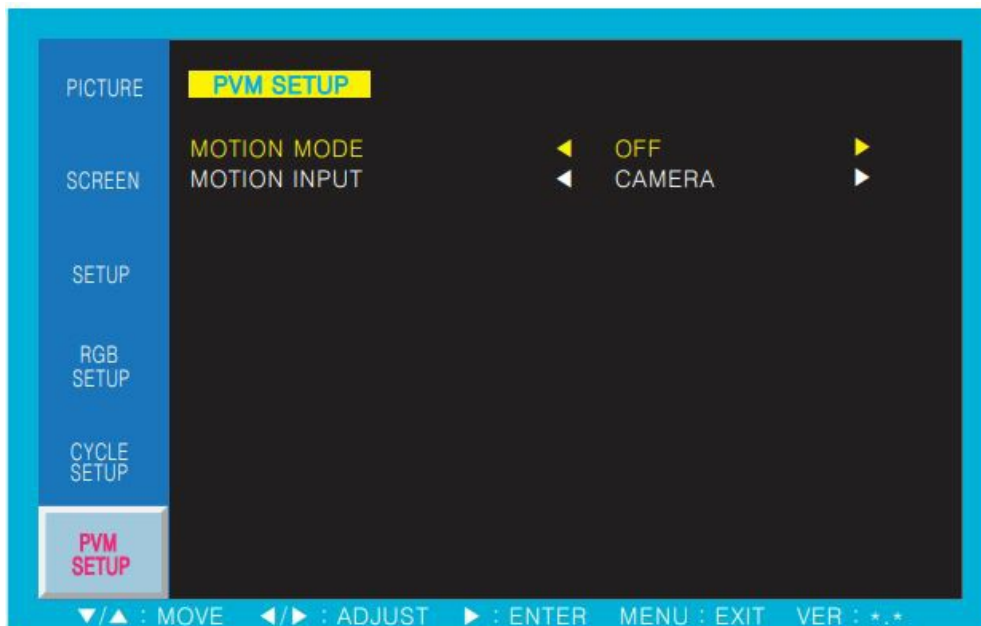 PICTURE
SCREEN
SETUP
RGB
SETUP
CYCLE
SETUP
PVM
SETUP
PVM SETUP
MOTION MODE ◀ OFF ▶
MOTION INPUT ◀ CAMERA ▶
▼/▲ : MOVE ◀/▶ : ADJUST ▶ : ENTER MENU : EXIT VER : *.*